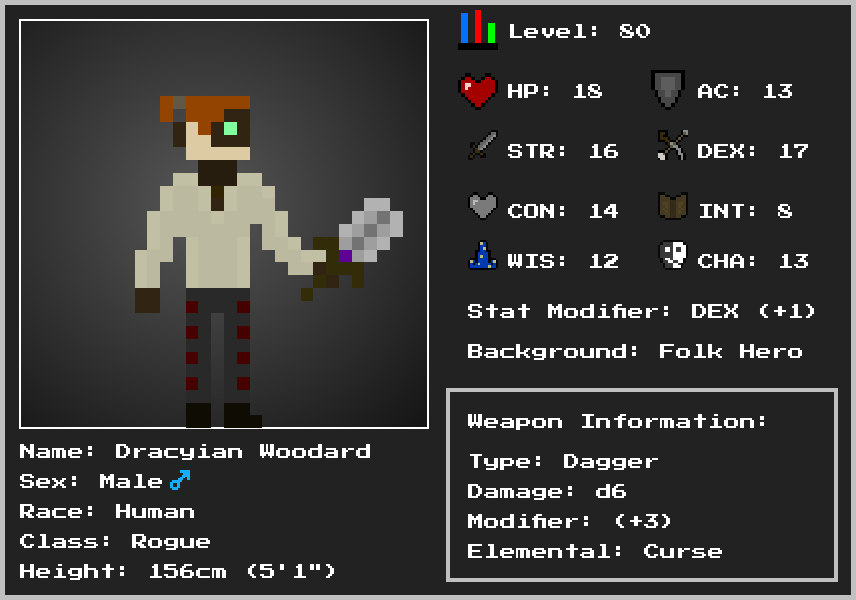 Level: 80
HP: 18
AC: 13
STR: 16
DEX: 17
CON: 14
INT: 8
WIS: 12
CHA: 13
Stat Modifier: DEX (+1)
Background: Folk Hero
Weapon Information:
Type: Dagger
Damage: d6
Modifier: (+3)
Elemental: Curse
Name: Dracyian Woodard
Sex: Male♂
Race: Human
Class: Rogue
Height: 156cm (5'1")